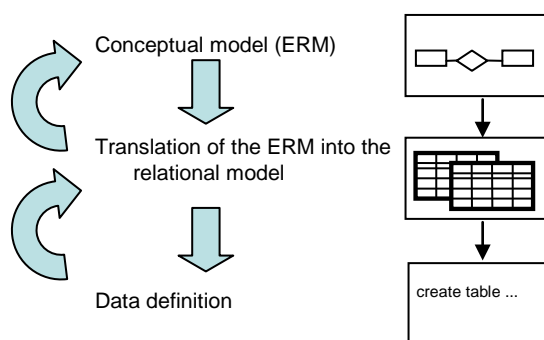 Conceptual model (ERM)
Translation of the ERM into the
relational model
Data definition
create table ...